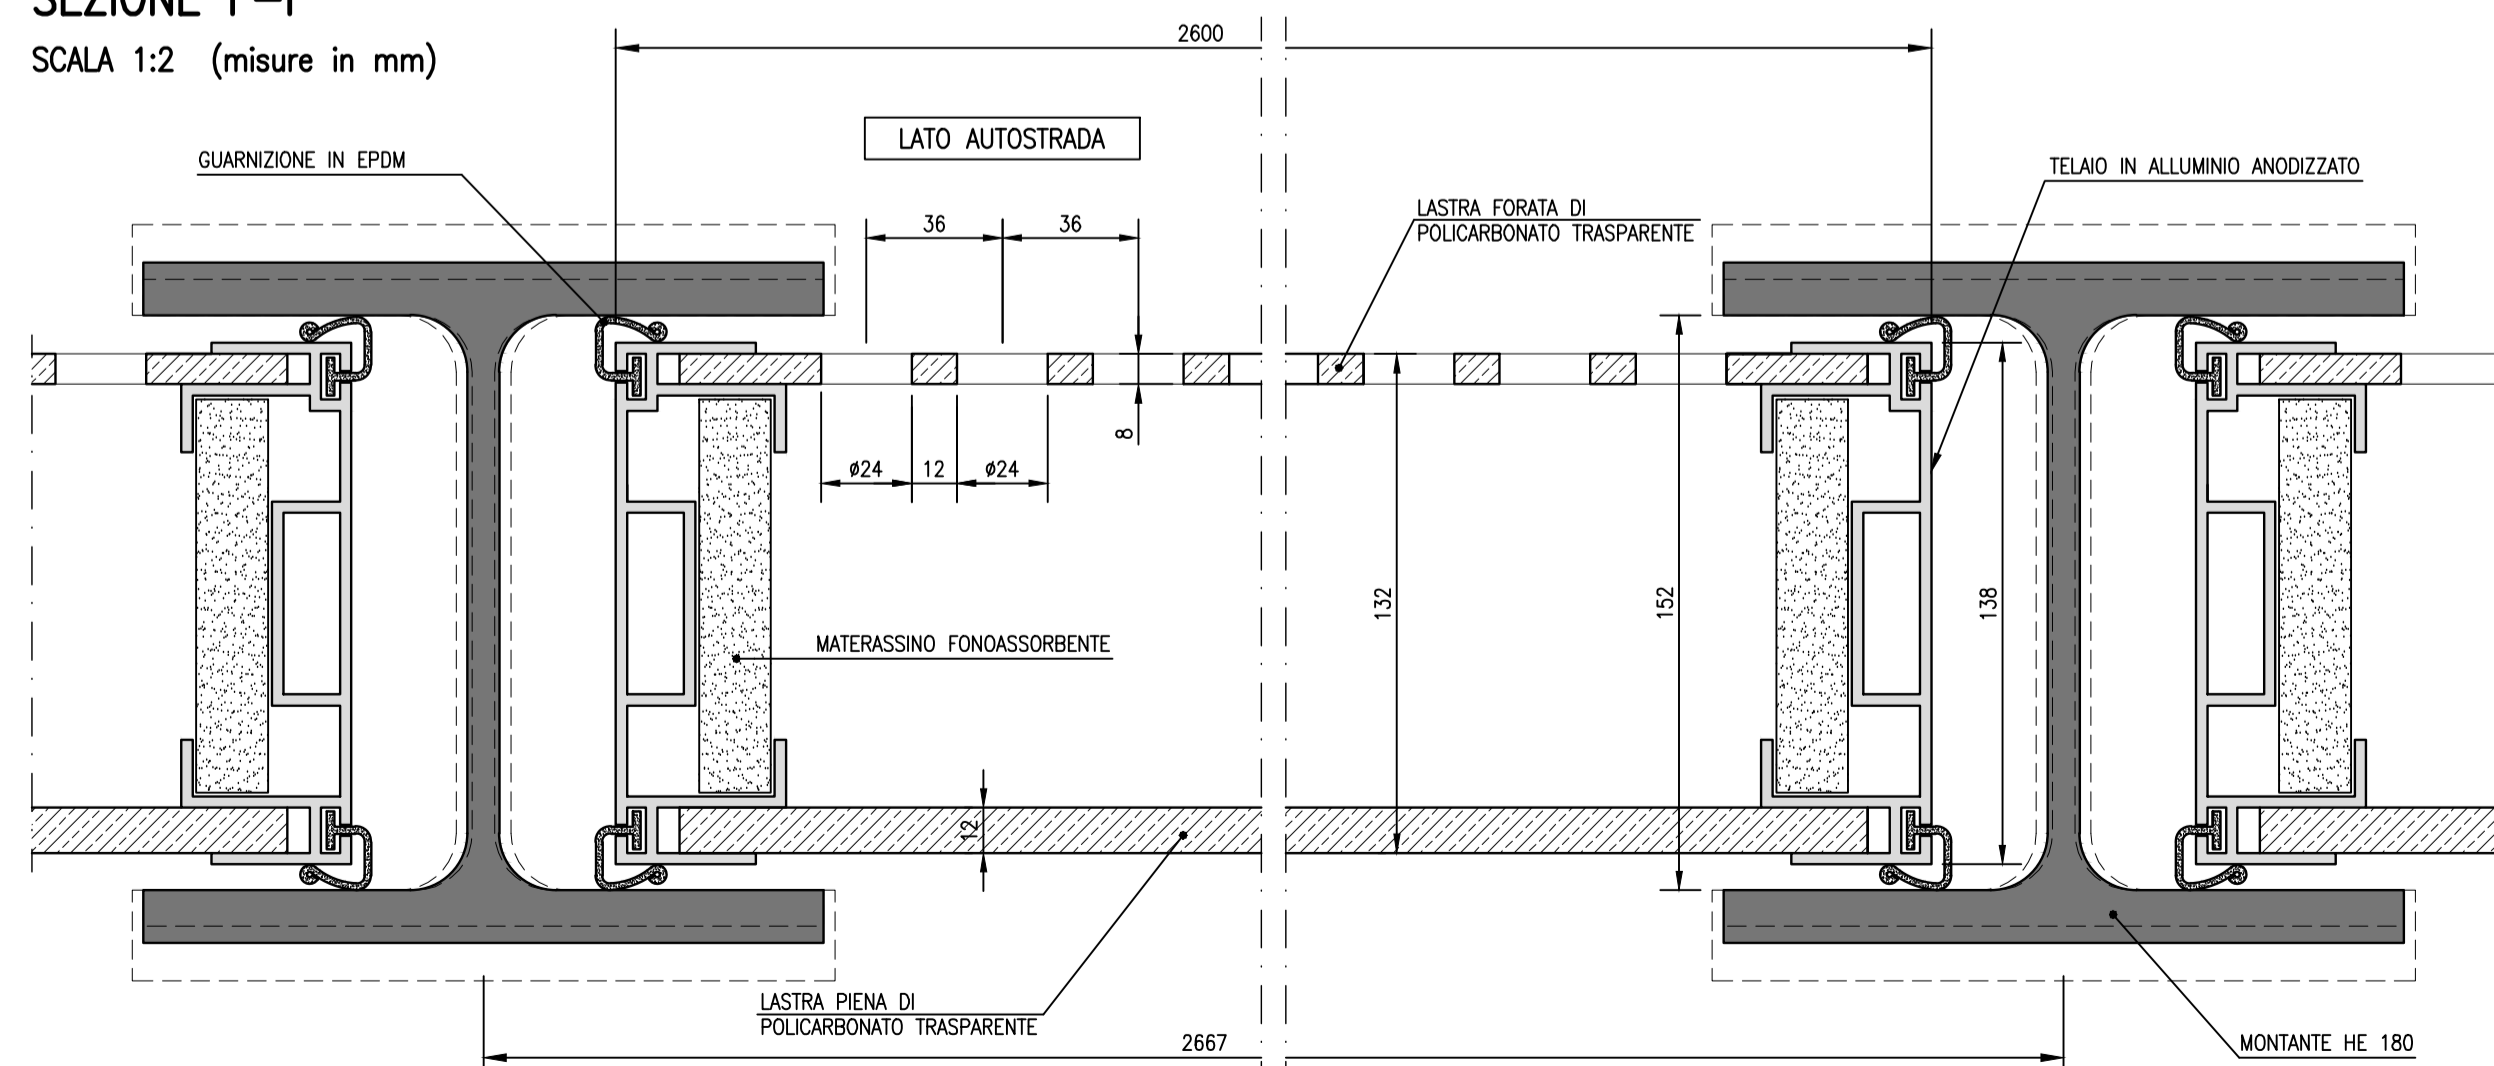 SCALA 1:2 (misure in mm)
2600
LATO AUTOSTRADA
GUARNIZIONE IN EPDM
TELAIO IN ALLUMINIO ANODIZZATO
LASTRA FORATA DI
POLICARBONATO TRASPARENTE
36
36
8
ø24
12
ø24
132
152
138
MATERASSINO FONOASSORBENTE
12
LASTRA PIENA DI
POLICARBONATO TRASPARENTE
2667
MONTANTE HE 180